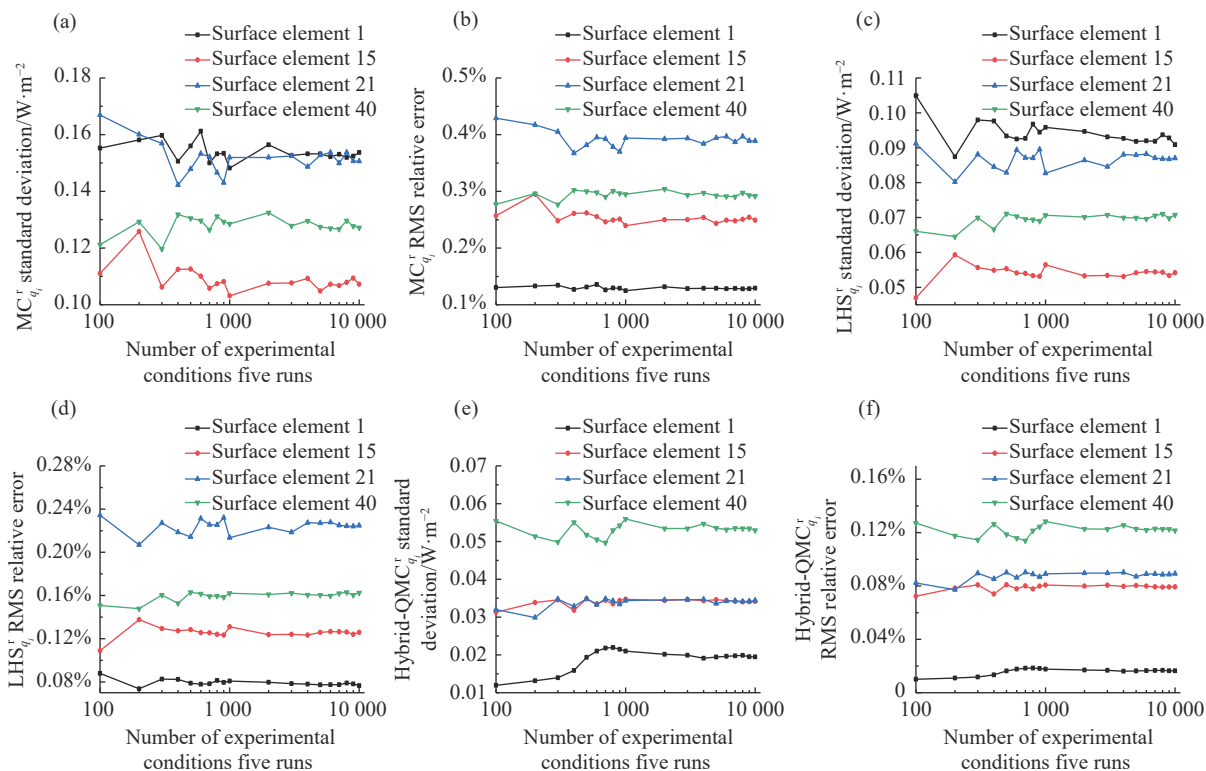 (a)
Surface element 1
Surface element 15
Surface element 21
Surface element 40
0.18
0.16
0.14
0.12
0.10
100
1 000
10 000
MC^r_{q_i} standard deviation/W·m⁻²
Number of experimental
conditions five runs
(b)
Surface element 1
Surface element 15
Surface element 21
Surface element 40
0.5%
0.4%
0.3%
0.2%
0.1%
100
1 000
10 000
MC^r_{q_i} RMS relative error
Number of experimental
conditions five runs
(c)
Surface element 1
Surface element 15
Surface element 21
Surface element 40
0.11
0.10
0.09
0.08
0.07
0.06
0.05
100
1 000
10 000
LHS^r_{q_i} standard deviation/W·m⁻²
Number of experimental
conditions five runs
(d)
Surface element 1
Surface element 15
Surface element 21
Surface element 40
0.28%
0.24%
0.20%
0.16%
0.12%
0.08%
100
1 000
10 000
LHS^r_{q_i} RMS relative error
Number of experimental
conditions five runs
(e)
Surface element 1
Surface element 15
Surface element 21
Surface element 40
0.07
0.06
0.05
0.04
0.03
0.02
0.01
100
1 000
10 000
Hybrid-QMC^r_{q_i} standard
deviation/W·m⁻²
Number of experimental
conditions five runs
(f)
Surface element 1
Surface element 15
Surface element 21
Surface element 40
0.16%
0.12%
0.08%
0.04%
0
100
1 000
10 000
Hybrid-QMC^r_{q_i}
RMS relative error
Number of experimental
conditions five runs